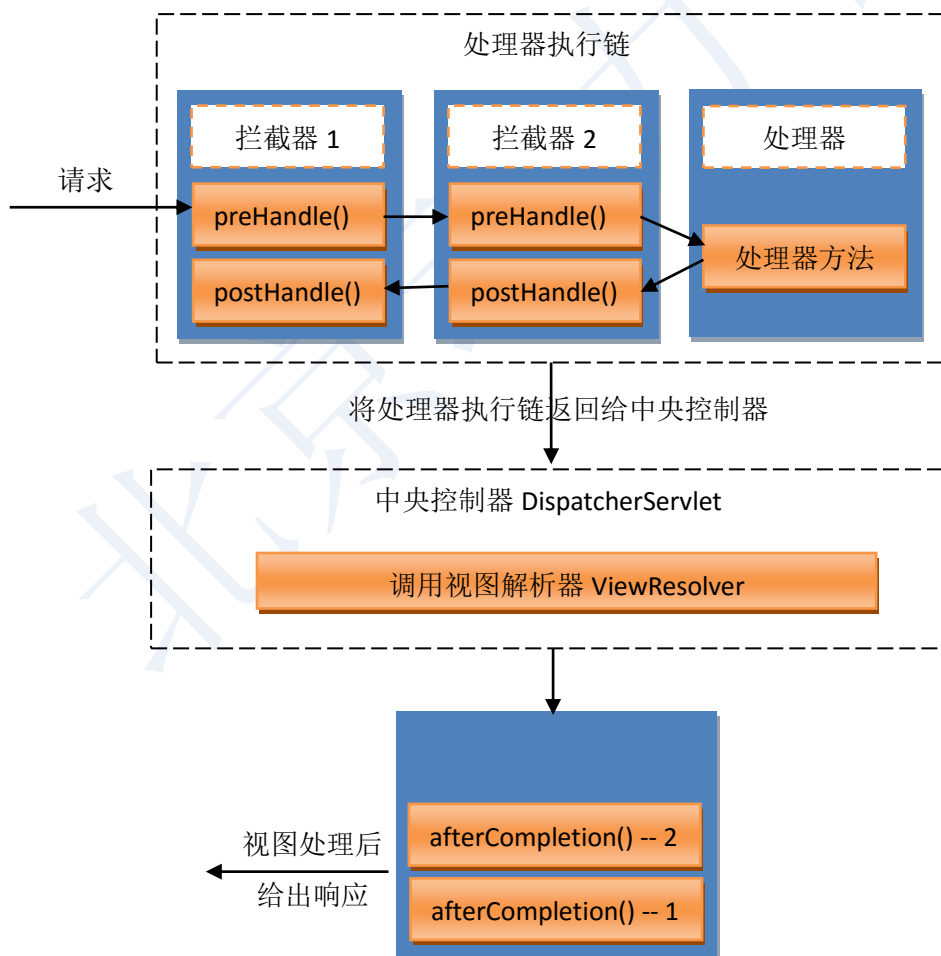 处理器执行链
拦截器 1
拦截器 2
处理器
请求
preHandle()
preHandle()
处理器方法
postHandle()
postHandle()
将处理器执行链返回给中央控制器
中央控制器 DispatcherServlet
调用视图解析器 ViewResolver
afterCompletion() -- 2
视图处理后
给出响应
afterCompletion() -- 1
北京
力